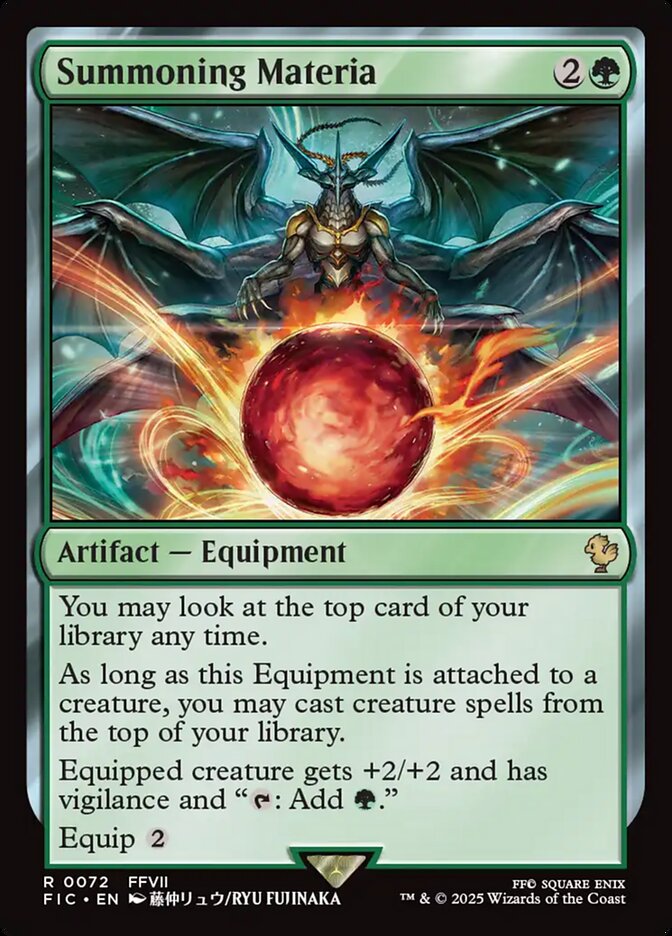 Summoning Materia 2
Artifact — Equipment
You may look at the top card of your
library any time.
As long as this Equipment is attached to a
creature, you may cast creature spells from
the top of your library.
Equipped creature gets +2/+2 and has
vigilance and “: Add .”
Equip 2
R 0072 FFVII
FIC • EN 藤仲リュウ/RYU FUJINAKA
FF© SQUARE ENIX
™ & © 2025 Wizards of the Coast